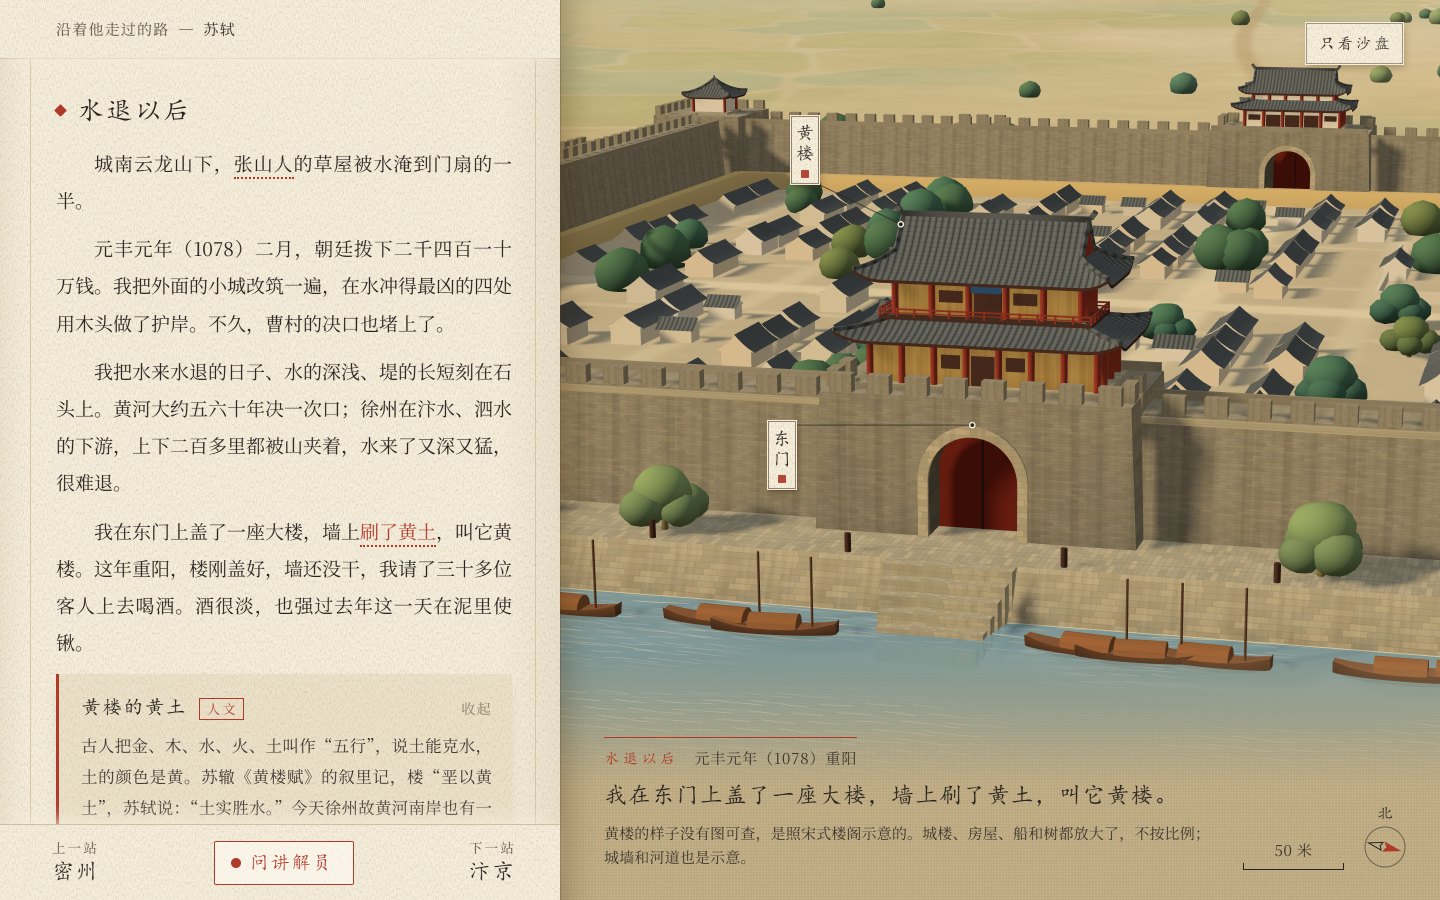 沿着他走过的路 — 苏轼
水退以后
城南云龙山下，张山人的草屋被水淹到门扇的一
半。
元丰元年（1078）二月，朝廷拨下二千四百一十
万钱。我把外面的小城改筑一遍，在水冲得最凶的四处
用木头做了护岸。不久，曹村的决口也堵上了。
我把水来水退的日子、水的深浅、堤的长短刻在石
头上。黄河大约五六十年决一次口；徐州在汴水、泗水
的下游，上下二百多里都被山夹着，水来了又深又猛，
很难退。
我在东门上盖了一座大楼，墙上刷了黄土，叫它黄
楼。这年重阳，楼刚盖好，墙还没干，我请了三十多位
客人上去喝酒。酒很淡，也强过去年这一天在泥里使
锹。
黄楼的黄土 人文 收起
古人把金、木、水、火、土叫作“五行”，说土能克水，
土的颜色是黄。苏辙《黄楼赋》的叙里记，楼“垩以黄
土”，苏轼说：“土实胜水。”今天徐州故黄河南岸也有一
上一站
密州
问讲解员
下一站
汴京
只看沙盘
黄楼
东门
水退以后 元丰元年（1078）重阳
我在东门上盖了一座大楼，墙上刷了黄土，叫它黄楼。
黄楼的样子没有图可查，是照宋式楼阁示意的。城楼、房屋、船和树都放大了，不按比例；
城墙和河道也是示意。
50 米
北